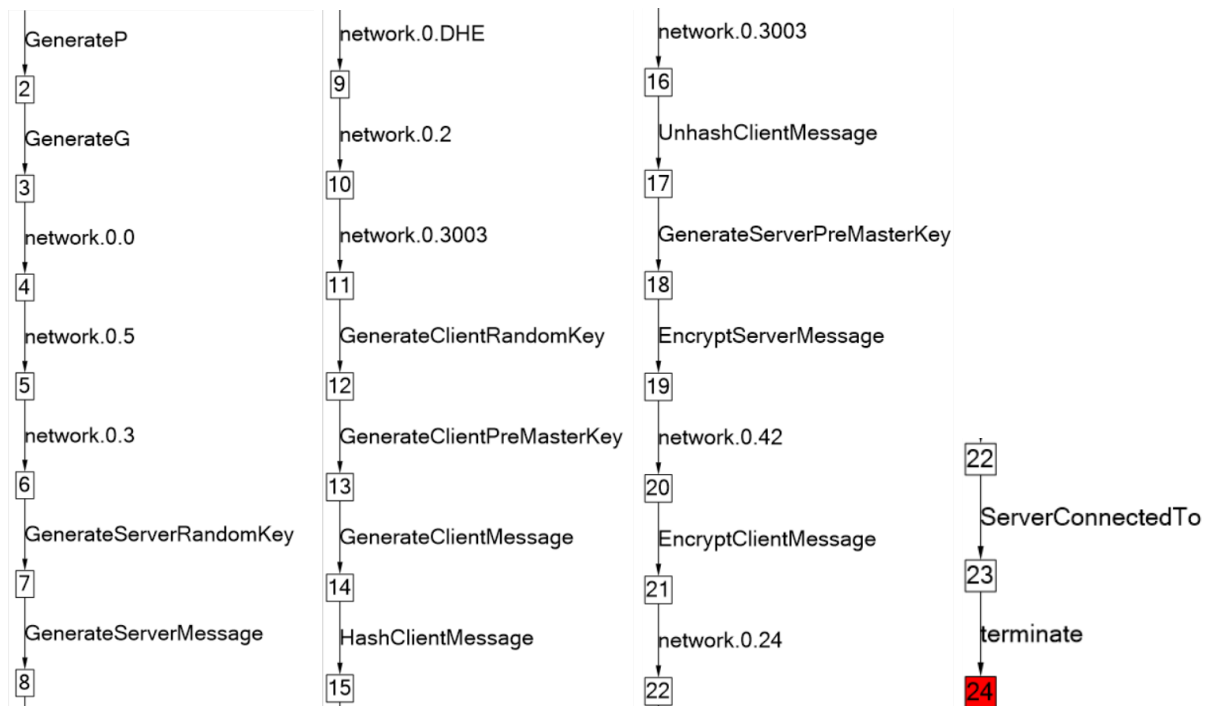 GenerateP
2
GenerateG
3
network.0.0
4
network.0.5
5
network.0.3
6
GenerateServerRandomKey
7
GenerateServerMessage
8
network.0.DHE
9
network.0.2
10
network.0.3003
11
GenerateClientRandomKey
12
GenerateClientPreMasterKey
13
GenerateClientMessage
14
HashClientMessage
15
network.0.3003
16
UnhashClientMessage
17
GenerateServerPreMasterKey
18
EncryptServerMessage
19
network.0.42
20
EncryptClientMessage
21
network.0.24
22
22
ServerConnectedTo
23
terminate
24